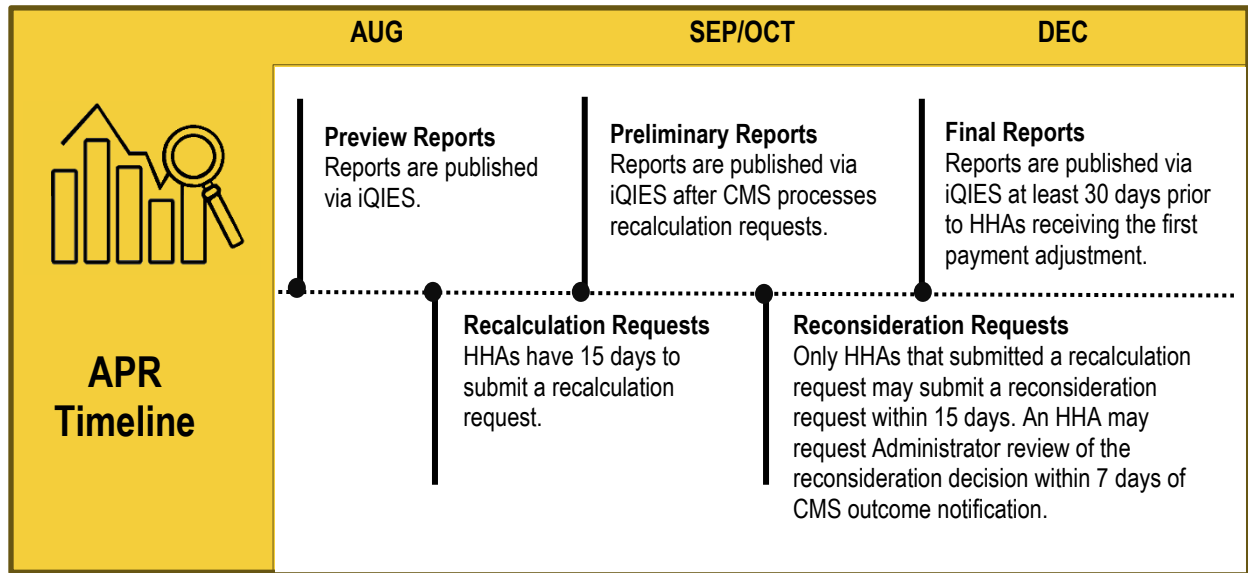 AUG
SEP/OCT
DEC
APR
Timeline
Preview Reports
Reports are published
via iQIES.
Recalculation Requests
HHAs have 15 days to
submit a recalculation
request.
Preliminary Reports
Reports are published via
iQIES after CMS processes
recalculation requests.
Reconsideration Requests
Only HHAs that submitted a recalculation
request may submit a reconsideration
request within 15 days. An HHA may
request Administrator review of the
reconsideration decision within 7 days of
CMS outcome notification.
Final Reports
Reports are published via
iQIES at least 30 days prior
to HHAs receiving the first
payment adjustment.